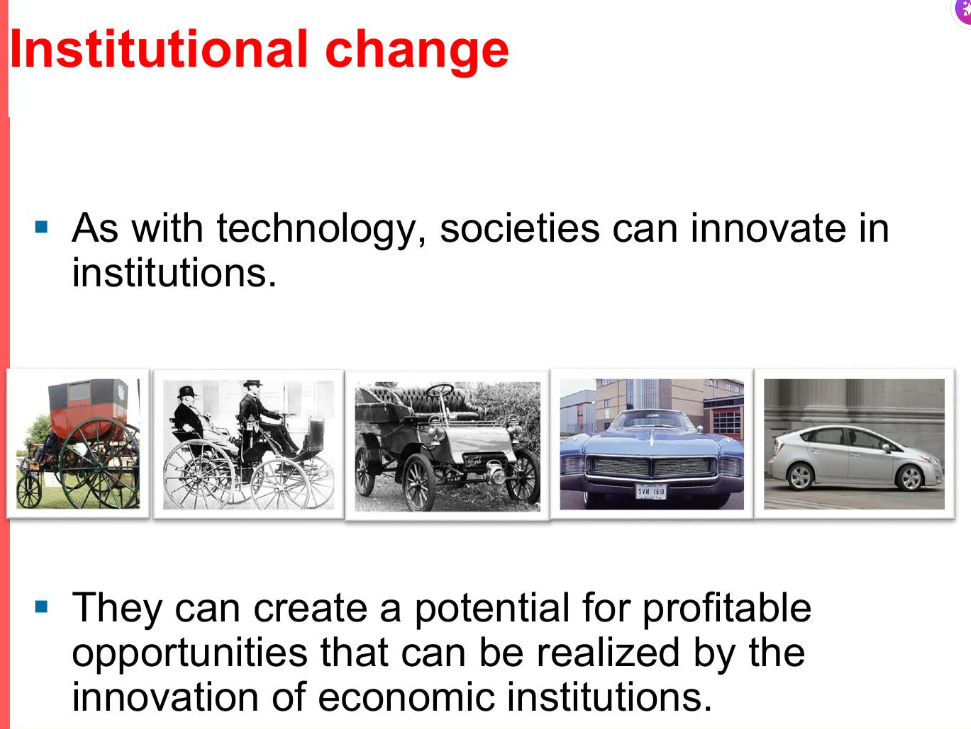 Institutional change
As with technology, societies can innovate in
institutions.
They can create a potential for profitable
opportunities that can be realized by the
innovation of economic institutions.